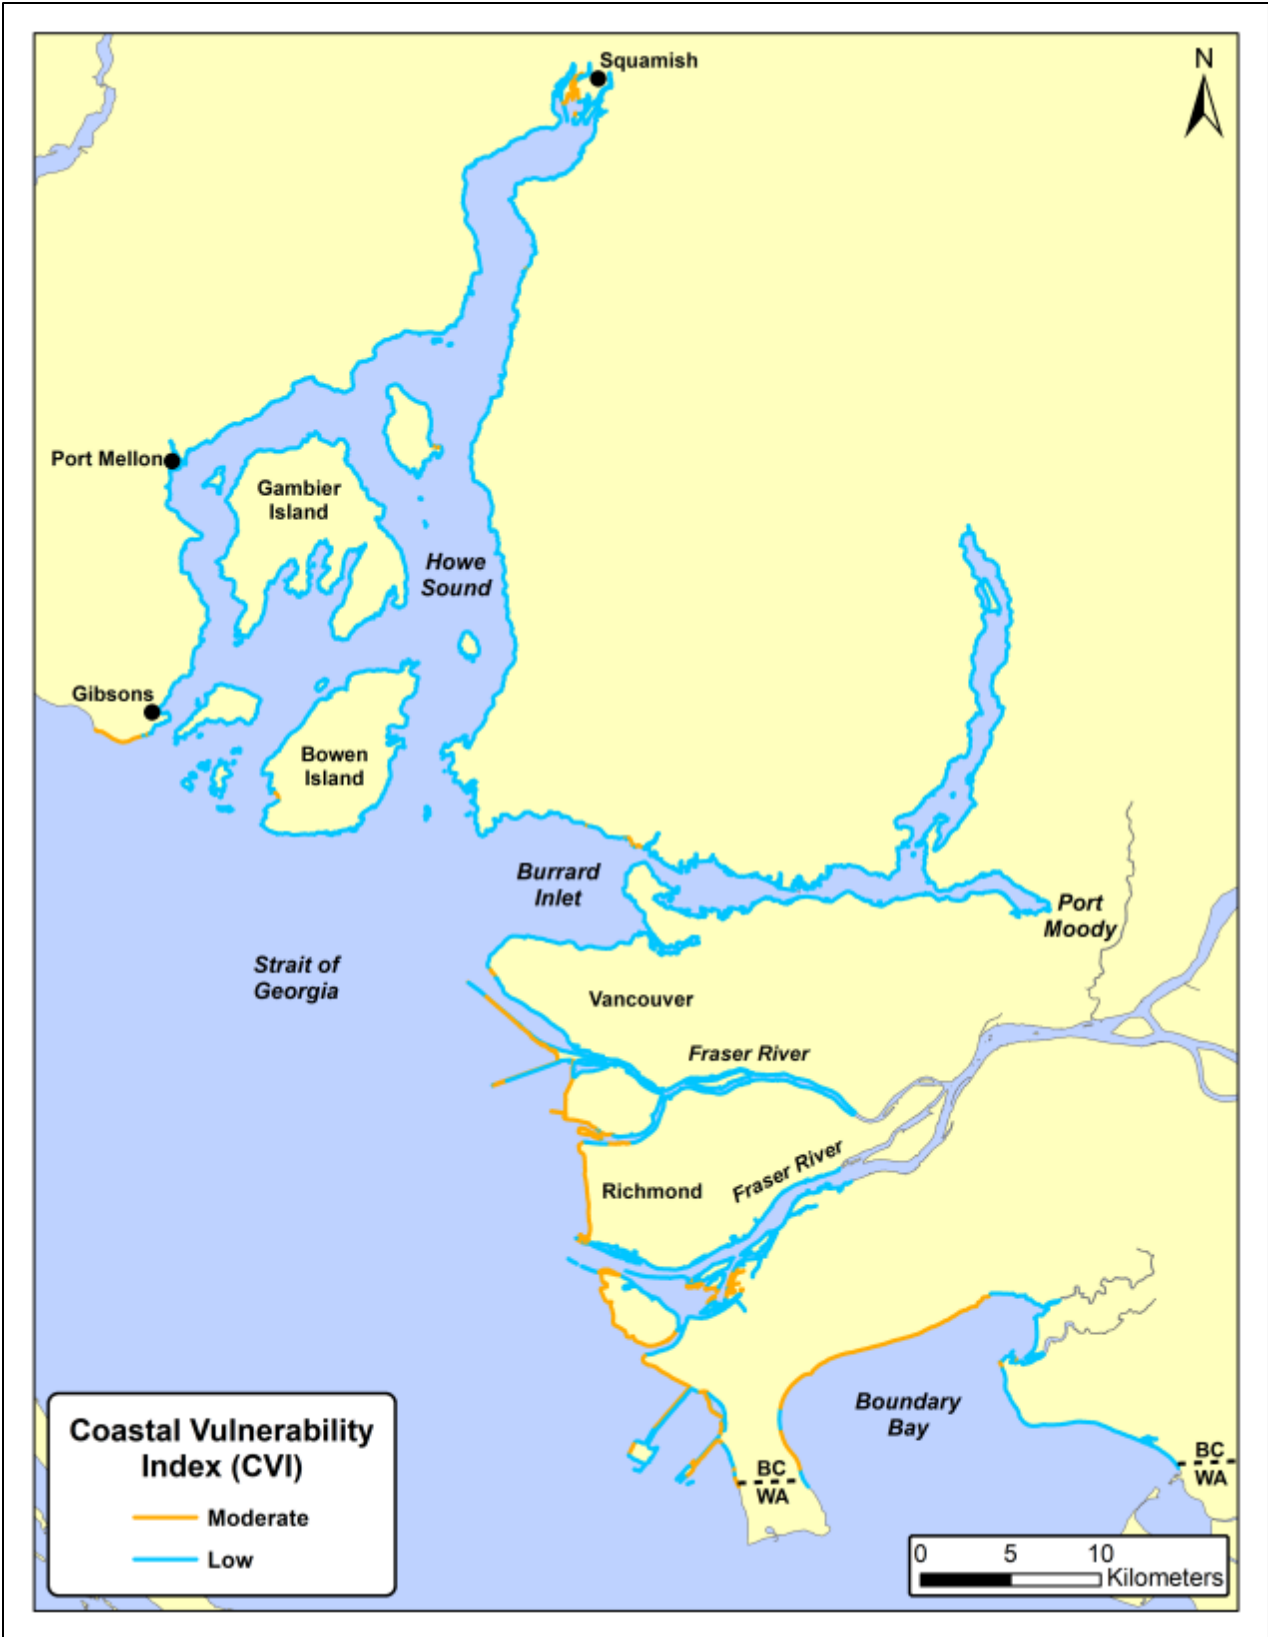 Squamish
N
Port Mellon
Gambier
Island
Howe
Sound
Gibsons
Bowen
Island
Burrard
Inlet
Port
Moody
Strait of
Georgia
Vancouver
Fraser River
Fraser River
Richmond
Boundary
Bay
BC
WA
BC
WA
Coastal Vulnerability
Index (CVI)
Moderate
Low
0 5 10
Kilometers